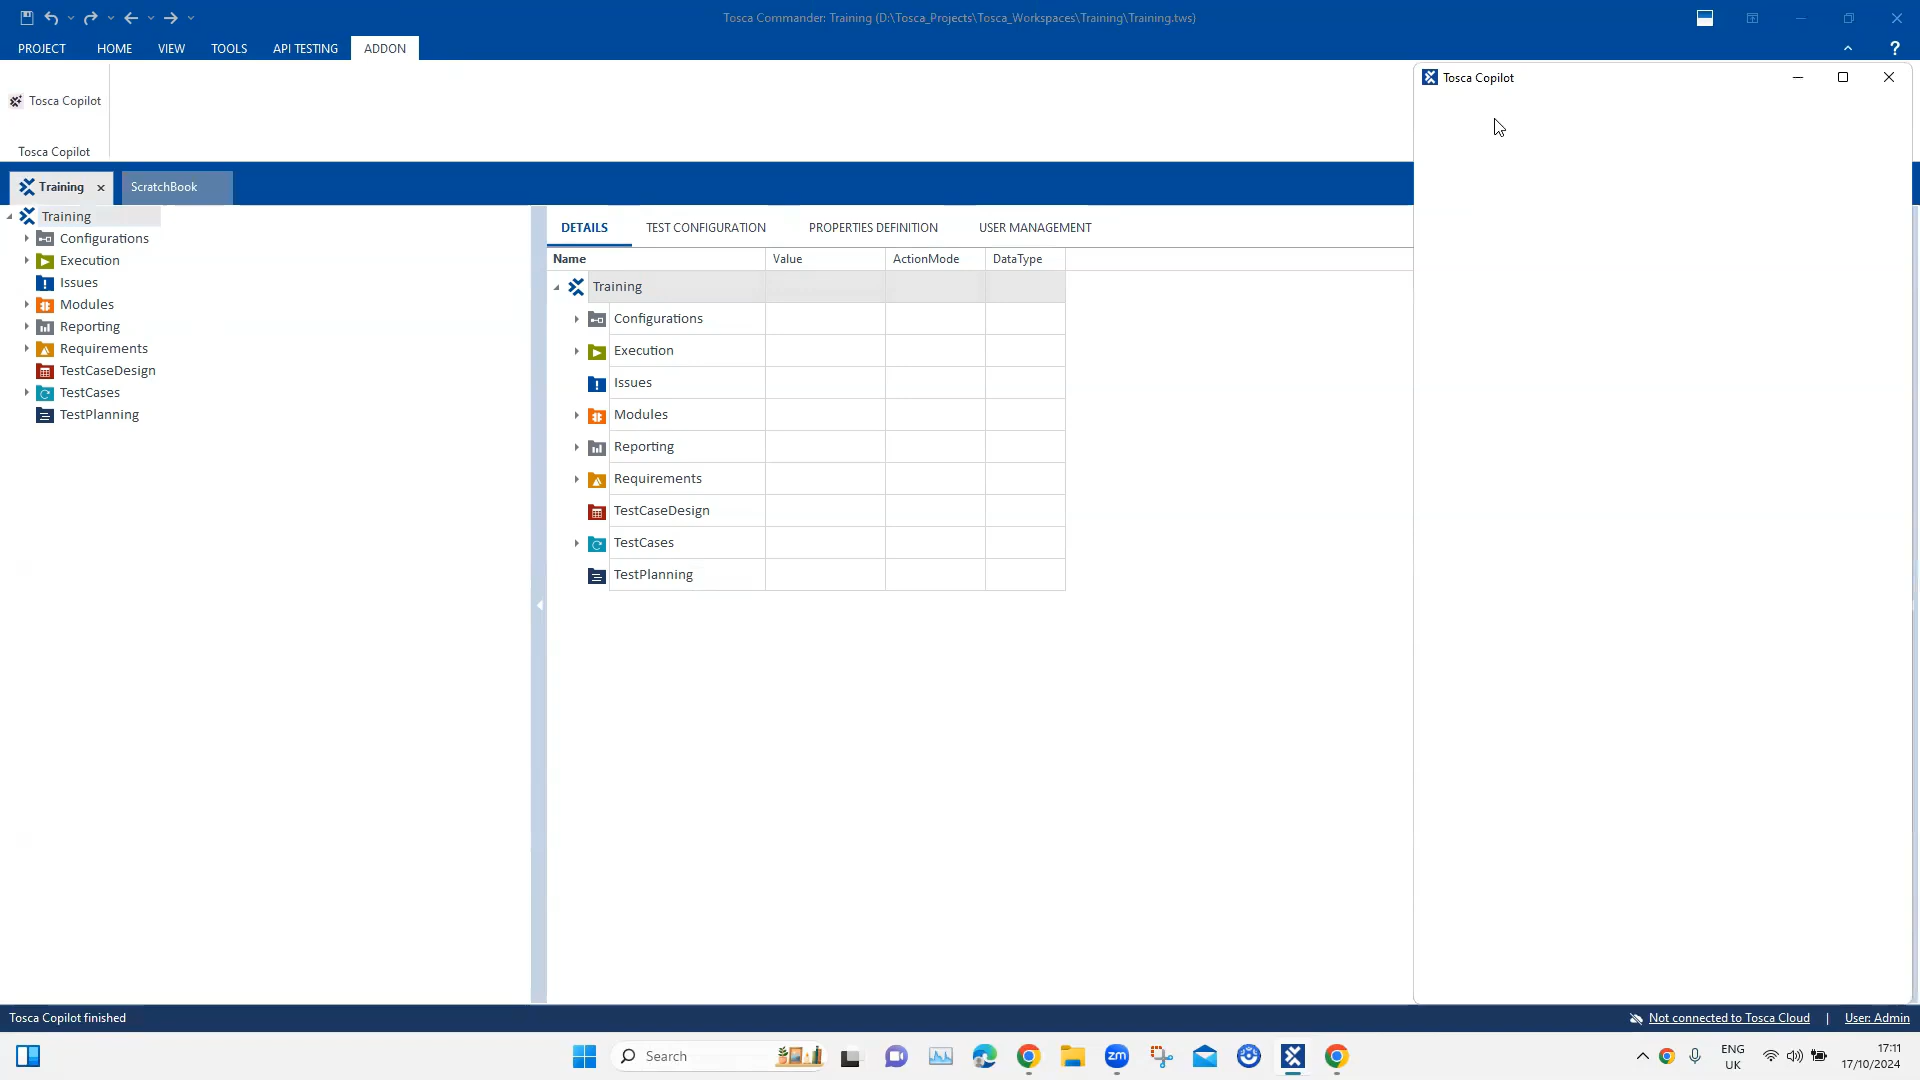 Tosca Commander: Training (D:\Tosca_Projects\Tosca_Workspaces\Training\Training.tws)
PROJECT HOME VIEW TOOLS API TESTING ADDON ?
Tosca Copilot
Tosca Copilot
Tosca Copilot
Training ScratchBook
Training
Configurations
Execution
Issues
Modules
Reporting
Requirements
TestCaseDesign
TestCases
TestPlanning
DETAILS TEST CONFIGURATION PROPERTIES DEFINITION USER MANAGEMENT
Name Value ActionMode DataType
Training
Configurations
Execution
Issues
Modules
Reporting
Requirements
TestCaseDesign
TestCases
TestPlanning
Tosca Copilot finished
Not connected to Tosca Cloud | User: Admin
Search
zm
ENG
UK
17:11
17/10/2024